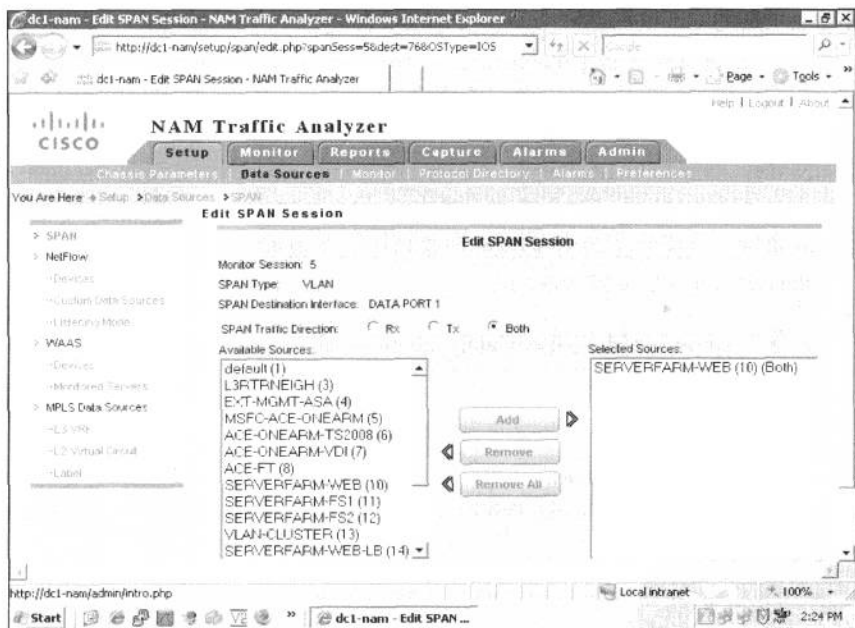 dc1-nam - Edit SPAN Session - NAM Traffic Analyzer - Windows Internet Explorer
http://dc1-nam/setup/span/edit.php?spanSess=5&dest=76&OSType=IOS
Google
dc1-nam - Edit SPAN Session - NAM Traffic Analyzer
Page
Tools
Help | Logout | About
CISCO
NAM Traffic Analyzer
Setup Monitor Reports Capture Alarms Admin
Chassis Parameters | Data Sources | Monitor | Protocol Directory | Alarms | Preferences
You Are Here: Setup > Data Sources > SPAN
Edit SPAN Session
> SPAN
> NetFlow
--Devices
--Custom Data Sources
--Listening Mode
> WAAS
--Devices
--Monitored Servers
> MPLS Data Sources
--L3 VRF
--L2 Virtual Circuit
--Label
Edit SPAN Session
Monitor Session: 5
SPAN Type: VLAN
SPAN Destination Interface: DATA PORT 1
SPAN Traffic Direction: Rx Tx Both
Available Sources:
default (1)
L3RTRNEIGH (3)
EXT-MGMT-ASA (4)
MSFC-ACE-ONEARM (5)
ACE-ONEARM-TS2008 (6)
ACE-ONEARM-VDI (7)
ACE-FT (8)
SERVERFARM-WEB (10)
SERVERFARM-FS1 (11)
SERVERFARM-FS2 (12)
VLAN-CLUSTER (13)
SERVERFARM-WEB-LB (14)
Add
Remove
Remove All
Selected Sources:
SERVERFARM-WEB (10) (Both)
http://dc1-nam/admin/intro.php
Local intranet
100%
Start
dc1-nam - Edit SPAN ...
2:24 PM